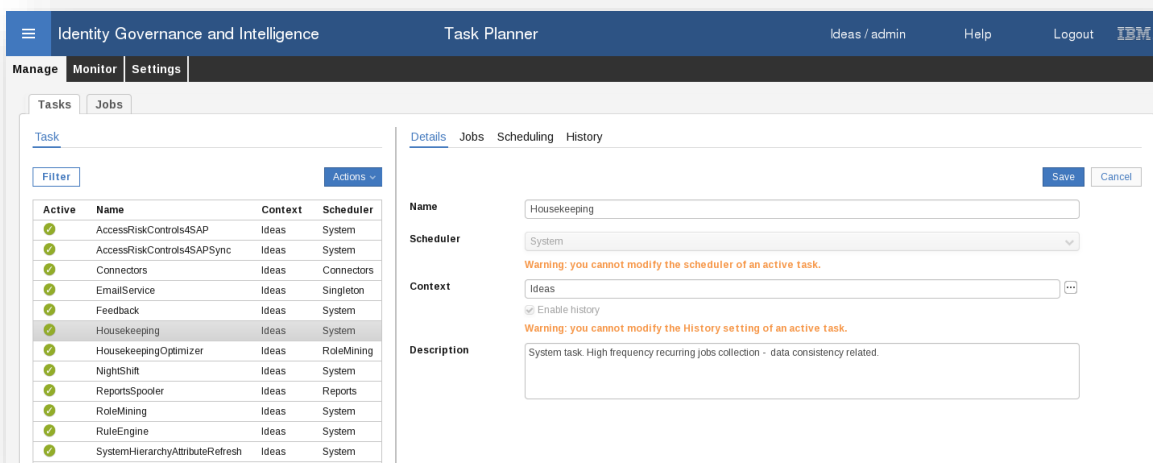 Identity Governance and Intelligence Task Planner Ideas / admin Help Logout IBM
Manage Monitor Settings
Tasks Jobs
Task
Details Jobs Scheduling History
Filter Actions
Save Cancel
Active Name Context Scheduler
AccessRiskControls4SAP Ideas System
AccessRiskControls4SAPSync Ideas System
Connectors Ideas Connectors
EmailService Ideas Singleton
Feedback Ideas System
Housekeeping Ideas System
HousekeepingOptimizer Ideas RoleMining
NightShift Ideas System
ReportsSpooler Ideas Reports
RoleMining Ideas System
RuleEngine Ideas System
SystemHierarchyAttributeRefresh Ideas System
Name Housekeeping
Scheduler System
Warning: you cannot modify the scheduler of an active task.
Context Ideas ...
Enable history
Warning: you cannot modify the History setting of an active task.
Description System task. High frequency recurring jobs collection - data consistency related.